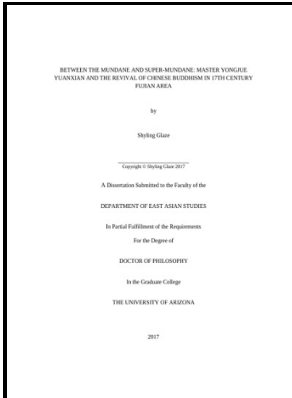 BETWEEN THE MUNDANE AND SUPER-MUNDANE: MASTER YONGJUE
YUANXIAN AND THE REVIVAL OF CHINESE BUDDHISM IN 17TH CENTURY
FUJIAN AREA
by
Shyling Glaze
Copyright © Shyling Glaze 2017
A Dissertation Submitted to the Faculty of the
DEPARTMENT OF EAST ASIAN STUDIES
In Partial Fulfillment of the Requirements
For the Degree of
DOCTOR OF PHILOSOPHY
In the Graduate College
THE UNIVERSITY OF ARIZONA
2017